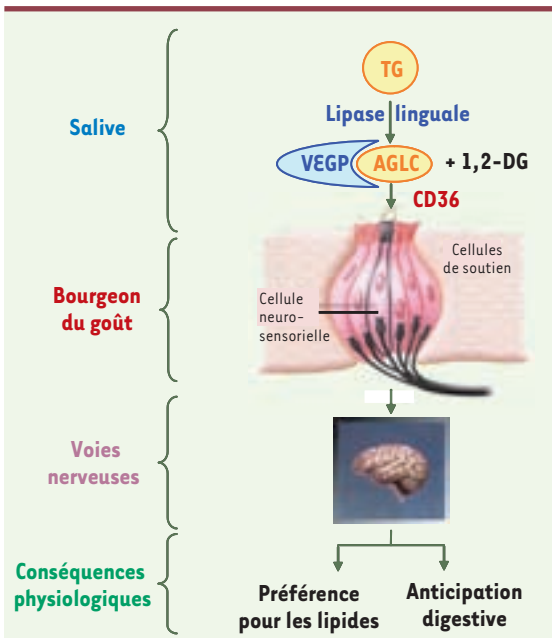 TG
Lipase linguale
Salive
VEGP AGLC + 1,2-DG
CD36
Cellules
de soutien
Bourgeon
du goût
Cellule
neuro-
sensorielle
Voies
nerveuses
Conséquences
physiologiques
Préférence
pour les lipides
Anticipation
digestive